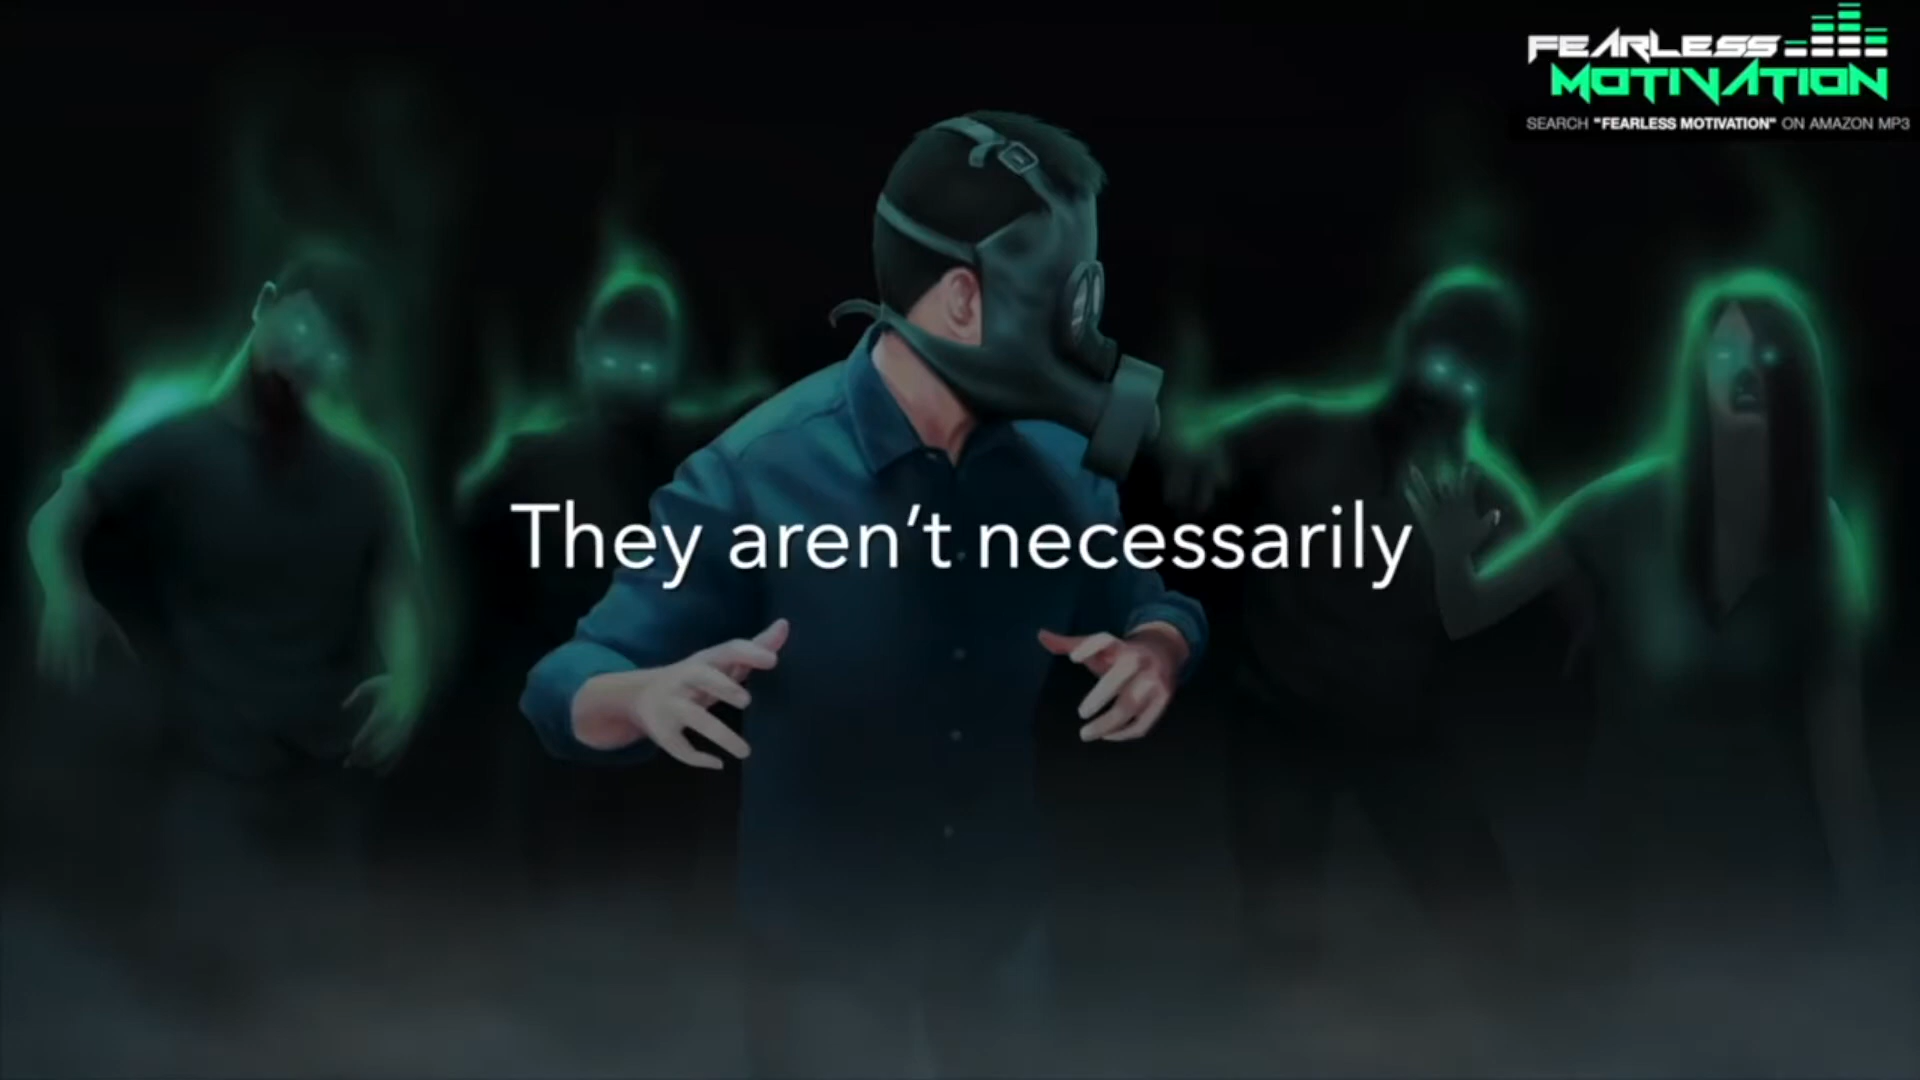 FEARLESS
MOTIVATION
SEARCH "FEARLESS MOTIVATION" ON AMAZON MP3
They aren’t necessarily